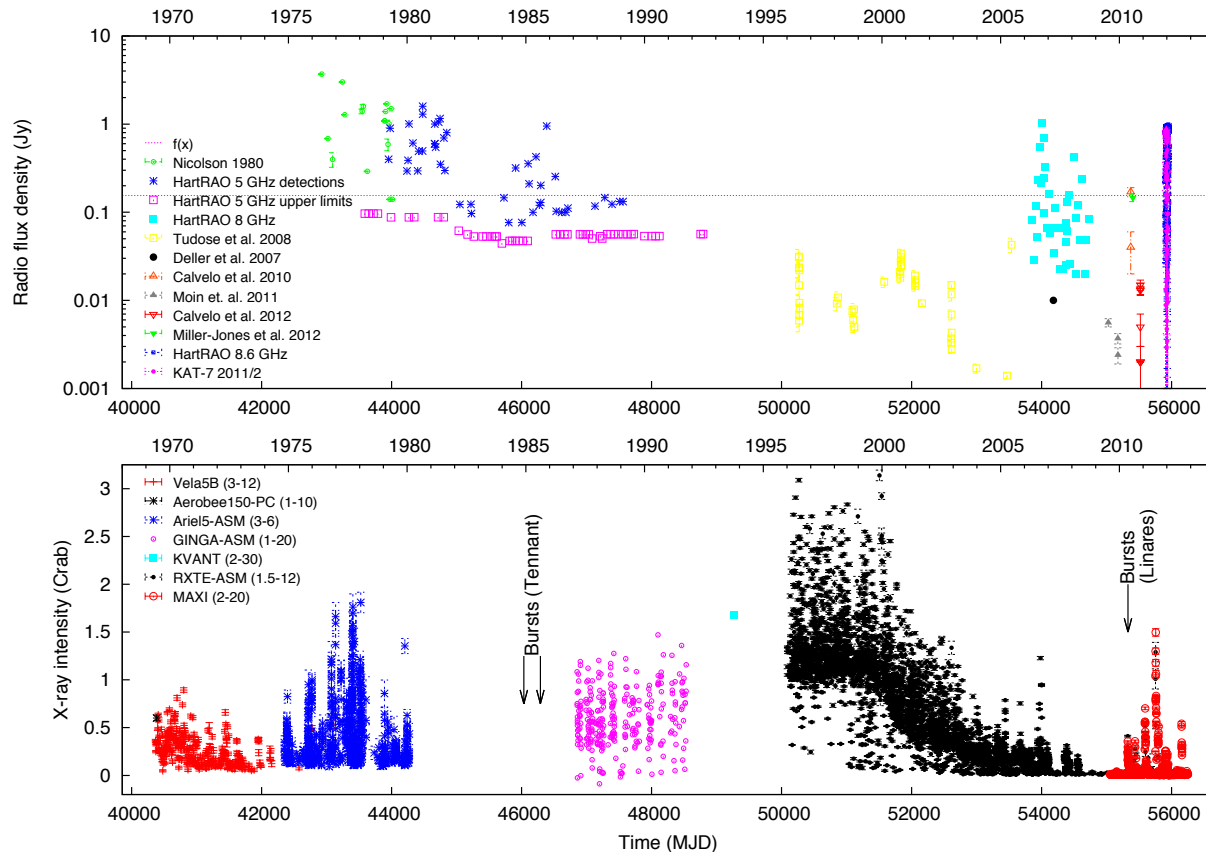 1970 1975 1980 1985 1990 1995 2000 2005 2010
10
1
0.1
0.01
0.001
Radio flux density (Jy)
f(x)
Nicolson 1980
HartRAO 5 GHz detections
HartRAO 5 GHz upper limits
HartRAO 8 GHz
Tudose et al. 2008
Deller et al. 2007
Calvelo et al. 2010
Moin et al. 2011
Calvelo et al. 2012
Miller-Jones et al. 2012
HartRAO 8.6 GHz
KAT-7 2011/2
40000 42000 44000 46000 48000 50000 52000 54000 56000
1970 1975 1980 1985 1990 1995 2000 2005 2010
3
2.5
2
1.5
1
0.5
0
X-ray intensity (Crab)
Vela5B (3-12)
Aerobee150-PC (1-10)
Ariel5-ASM (3-6)
GINGA-ASM (1-20)
KVANT (2-30)
RXTE-ASM (1.5-12)
MAXI (2-20)
Bursts (Tennant)
Bursts
(Linares)
40000 42000 44000 46000 48000 50000 52000 54000 56000
Time (MJD)